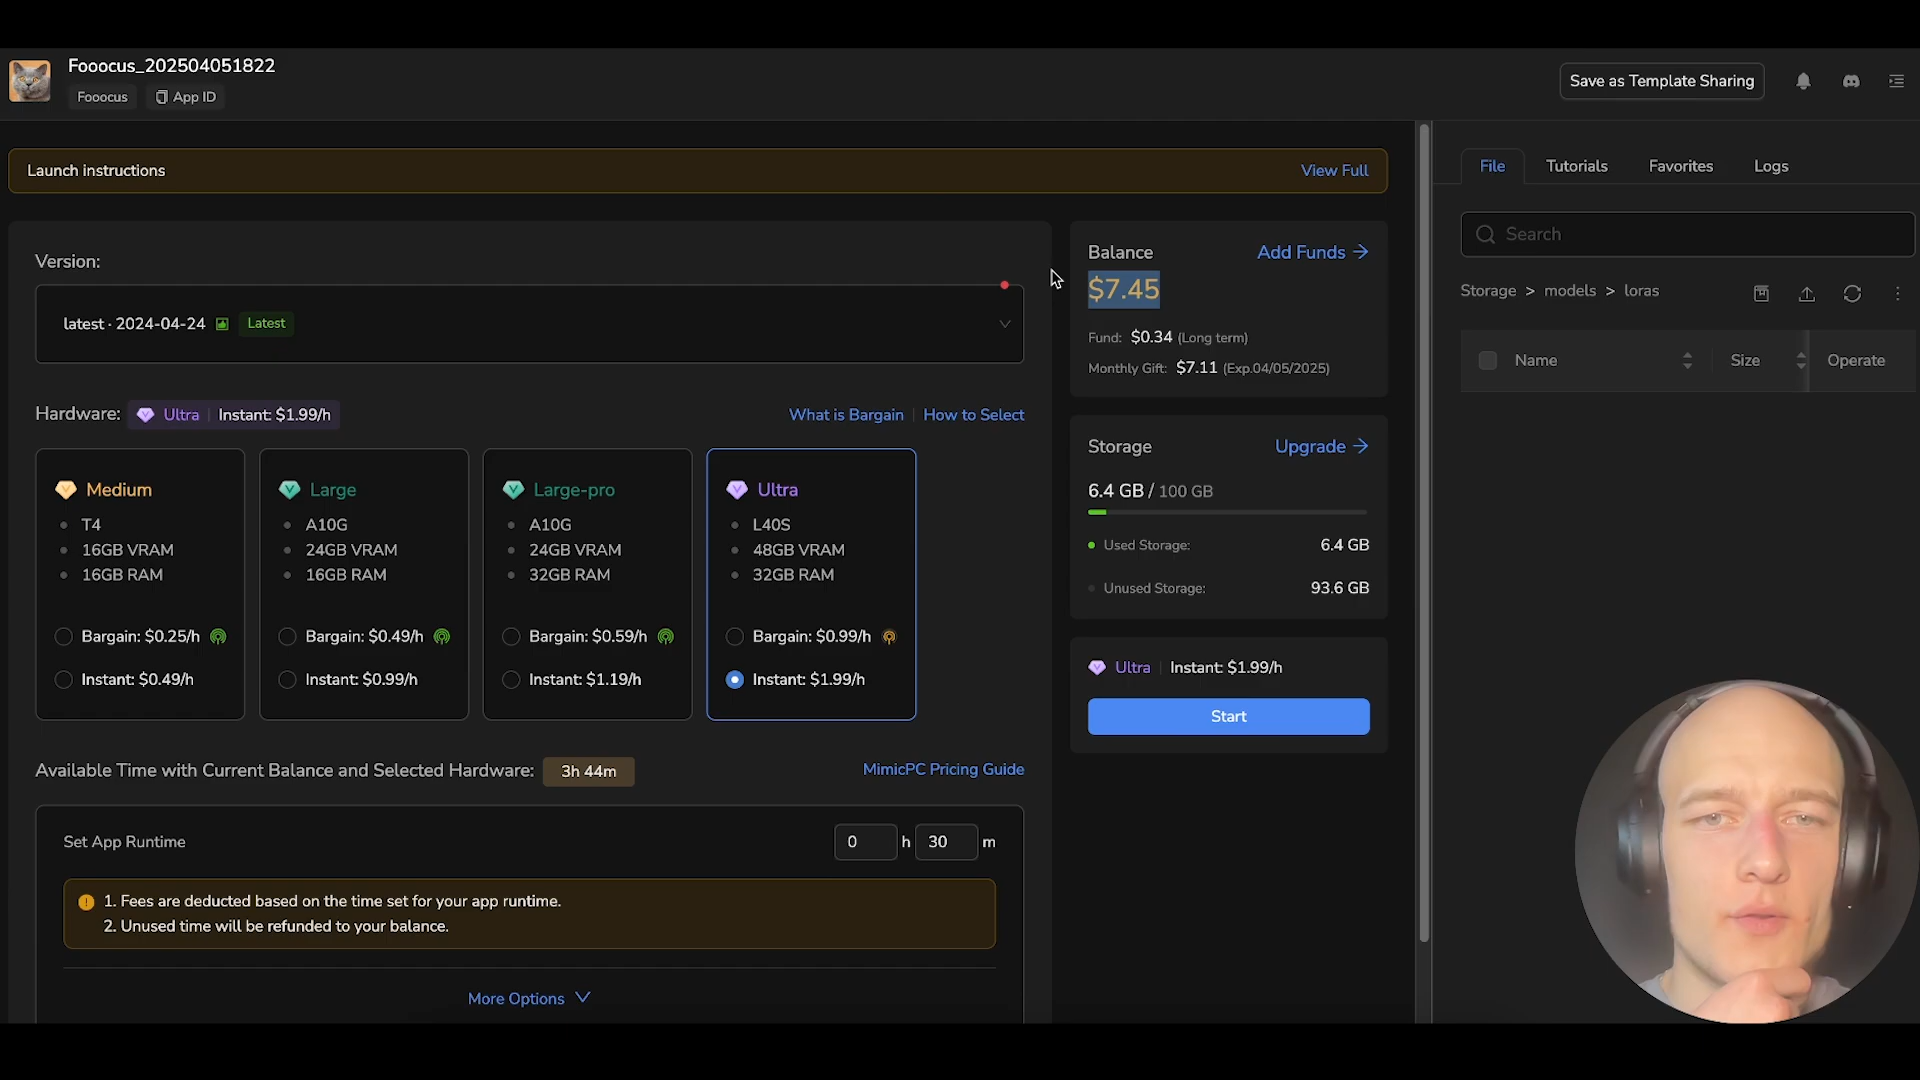 Fooocus_202504051822
Fooocus
App ID
Save as Template Sharing
Launch instructions
View Full
Version:
latest · 2024-04-24
Latest
Hardware:
Ultra
Instant: $1.99/h
What is Bargain
How to Select
Medium
T4
16GB VRAM
16GB RAM
Bargain: $0.25/h
Instant: $0.49/h
Large
A10G
24GB VRAM
16GB RAM
Bargain: $0.49/h
Instant: $0.99/h
Large-pro
A10G
24GB VRAM
32GB RAM
Bargain: $0.59/h
Instant: $1.19/h
Ultra
L40S
48GB VRAM
32GB RAM
Bargain: $0.99/h
Instant: $1.99/h
Available Time with Current Balance and Selected Hardware:
3h 44m
MimicPC Pricing Guide
Set App Runtime
0 h 30 m
1. Fees are deducted based on the time set for your app runtime.
2. Unused time will be refunded to your balance.
More Options
Balance
Add Funds
$7.45
Fund: $0.34 (Long term)
Monthly Gift: $7.11 (Exp.04/05/2025)
Storage
Upgrade
6.4 GB / 100 GB
Used Storage: 6.4 GB
Unused Storage: 93.6 GB
Ultra
Instant: $1.99/h
Start
File
Tutorials
Favorites
Logs
Search
Storage > models > loras
Name
Size
Operate